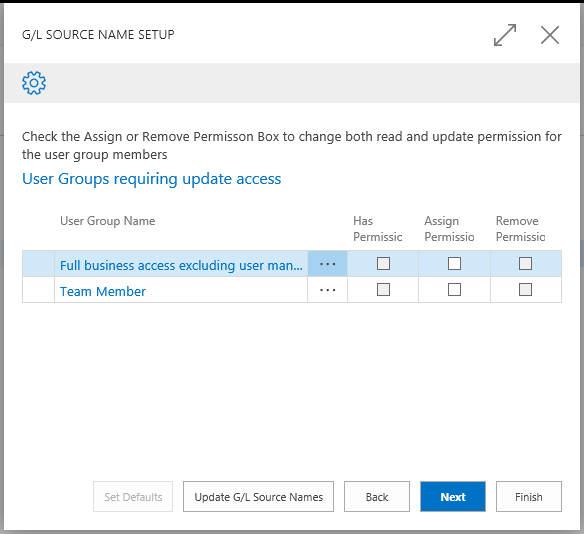 G/L SOURCE NAME SETUP
Check the Assign or Remove Permisson Box to change both read and update permission for
the user group members
User Groups requiring update access
User Group Name
Has
Permissic
Assign
Permissio
Remove
Permissio
Full business access excluding user man...
Team Member
Set Defaults
Update G/L Source Names
Back
Next
Finish